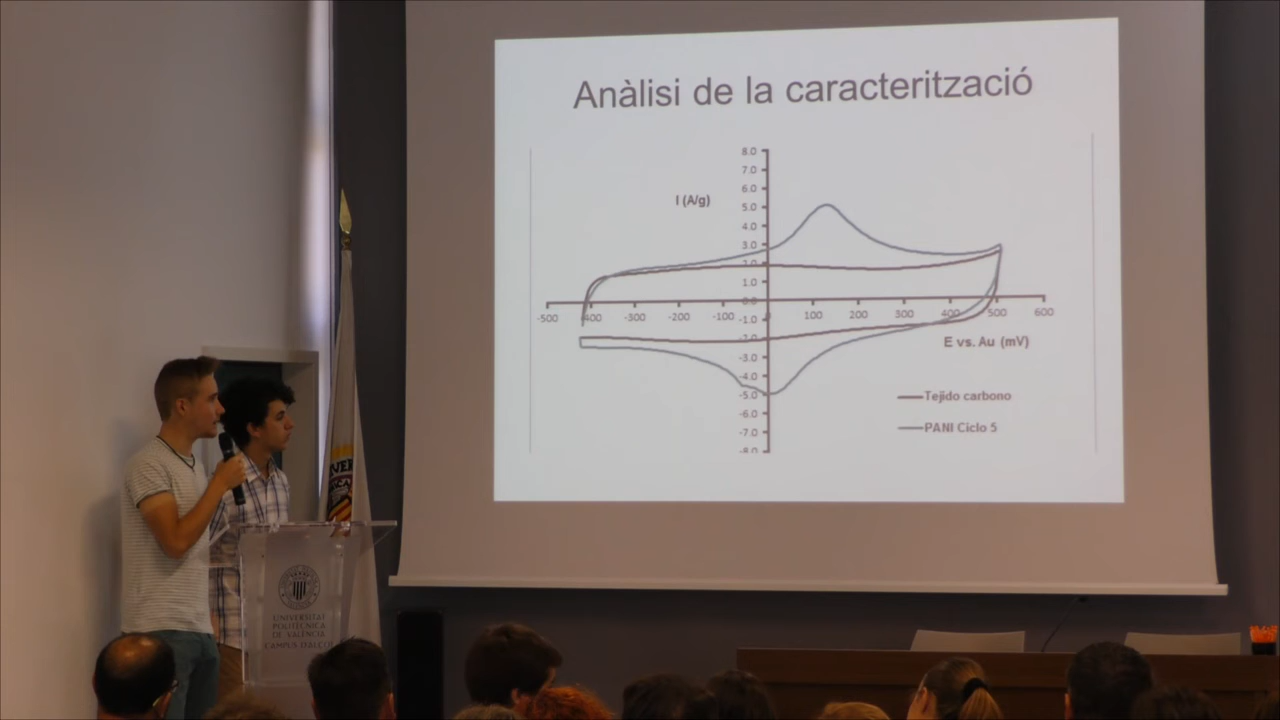 Anàlisi de la caracterització
8.0
7.0
I (A/g)
6.0
5.0
4.0
3.0
2.0
1.0
0.0
-500 -400 -300 -200 -100 0 100 200 300 400 500 600
-1.0
-2.0
E vs. Au (mV)
-3.0
-4.0
-5.0
Tejido carbono
-6.0
-7.0
PANI Ciclo 5
-8.0
UNIVERSITAT
POLITÈCNICA
DE VALÈNCIA
CAMPUS D'ALCOI